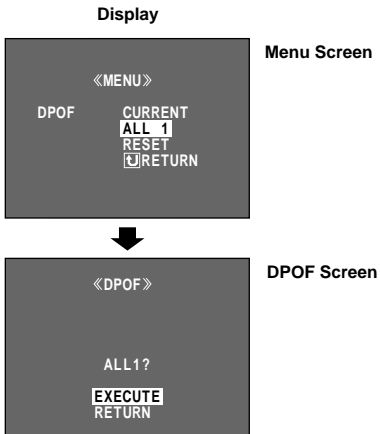 Display
Menu Screen
《MENU》
DPOF CURRENT
ALL 1
RESET
RETURN
DPOF Screen
《DPOF》
ALL1?
EXECUTE
RETURN